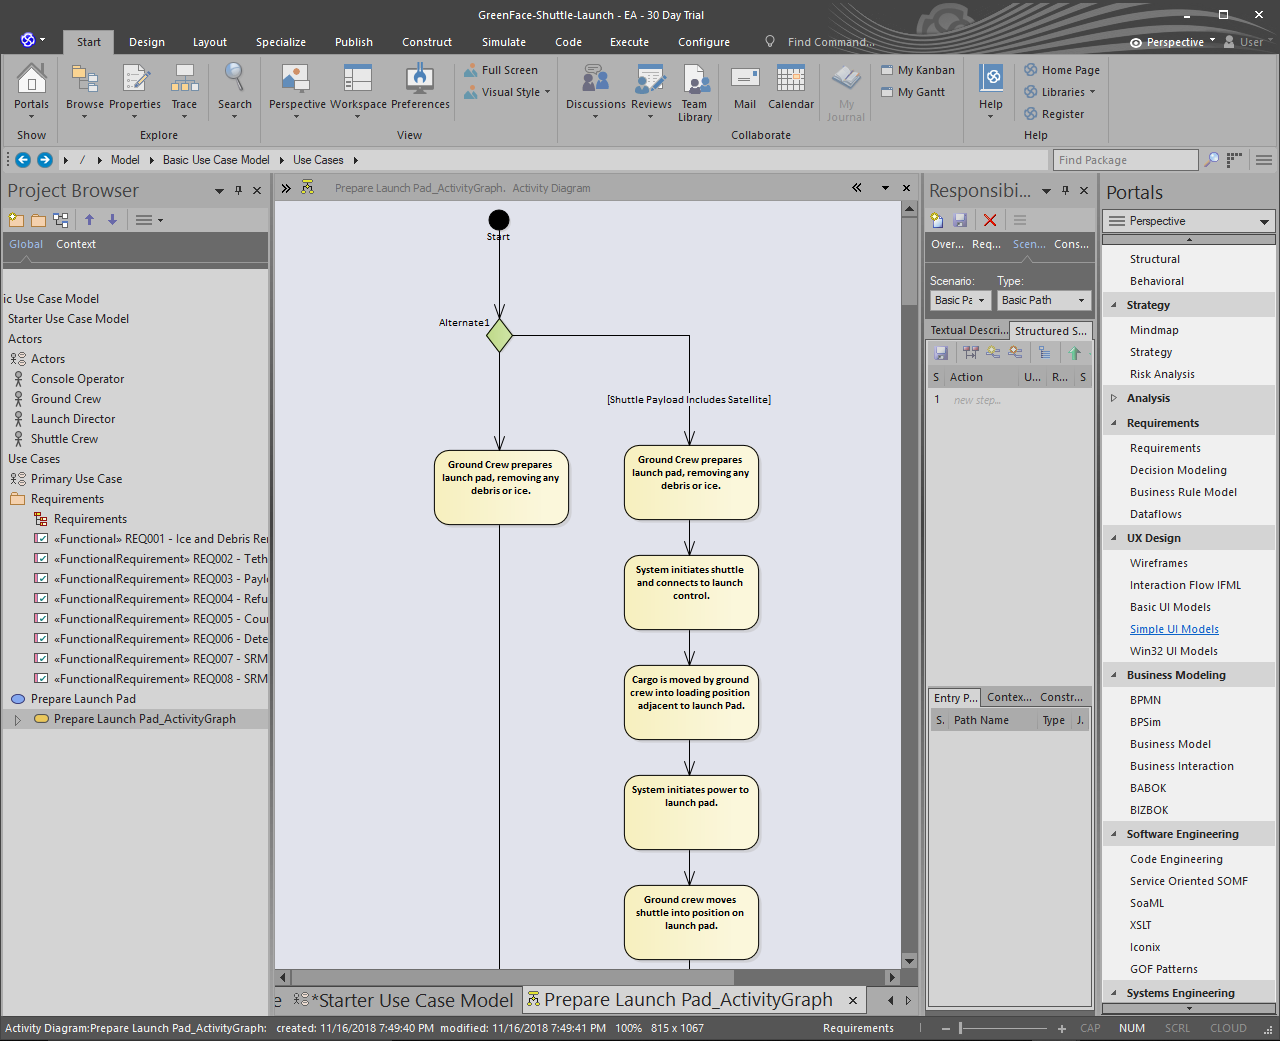 GreenFace-Shuttle-Launch - EA - 30 Day Trial
Start Design Layout Specialize Publish Construct Simulate Code Execute Configure Find Command... Perspective User
Portals Browse Properties Trace Search Perspective Workspace Preferences Full Screen Visual Style Discussions Reviews Team Library Mail Calendar My Journal My Kanban My Gantt Help Home Page Libraries Register
Show Explore View Collaborate Help
/ Model Basic Use Case Model Use Cases Find Package
Project Browser
Global Context
ic Use Case Model
Starter Use Case Model
Actors
Actors
Console Operator
Ground Crew
Launch Director
Shuttle Crew
Use Cases
Primary Use Case
Requirements
Requirements
«Functional» REQ001 - Ice and Debris Re
«FunctionalRequirement» REQ002 - Teth
«FunctionalRequirement» REQ003 - Paylo
«FunctionalRequirement» REQ004 - Refu
«FunctionalRequirement» REQ005 - Cour
«FunctionalRequirement» REQ006 - Dete
«FunctionalRequirement» REQ007 - SRM
«FunctionalRequirement» REQ008 - SRM
Prepare Launch Pad
Prepare Launch Pad_ActivityGraph
Prepare Launch Pad_ActivityGraph. Activity Diagram
Start
Alternate1
[Shuttle Payload Includes Satellite]
Ground Crew prepares
launch pad, removing any
debris or ice.
Ground Crew prepares
launch pad, removing any
debris or ice.
System initiates shuttle
and connects to launch
control.
Cargo is moved by ground
crew into loading position
adjacent to launch Pad.
System initiates power to
launch pad.
Ground crew moves
shuttle into position on
launch pad.
e *Starter Use Case Model Prepare Launch Pad_ActivityGraph
Responsibi...
Over... Req... Scen... Cons...
Scenario: Type:
Basic Pa Basic Path
Textual Descri... Structured S...
S Action U... R... S
1 new step...
Entry P... Contex... Constr...
S. Path Name Type J.
Portals
Perspective
Structural
Behavioral
Strategy
Mindmap
Strategy
Risk Analysis
Analysis
Requirements
Requirements
Decision Modeling
Business Rule Model
Dataflows
UX Design
Wireframes
Interaction Flow IFML
Basic UI Models
Simple UI Models
Win32 UI Models
Business Modeling
BPMN
BPSim
Business Model
Business Interaction
BABOK
BIZBOK
Software Engineering
Code Engineering
Service Oriented SOMF
SoaML
XSLT
Iconix
GOF Patterns
Systems Engineering
Activity Diagram:Prepare Launch Pad_ActivityGraph: created: 11/16/2018 7:49:40 PM modified: 11/16/2018 7:49:41 PM 100% 815 x 1067 Requirements CAP NUM SCRL CLOUD